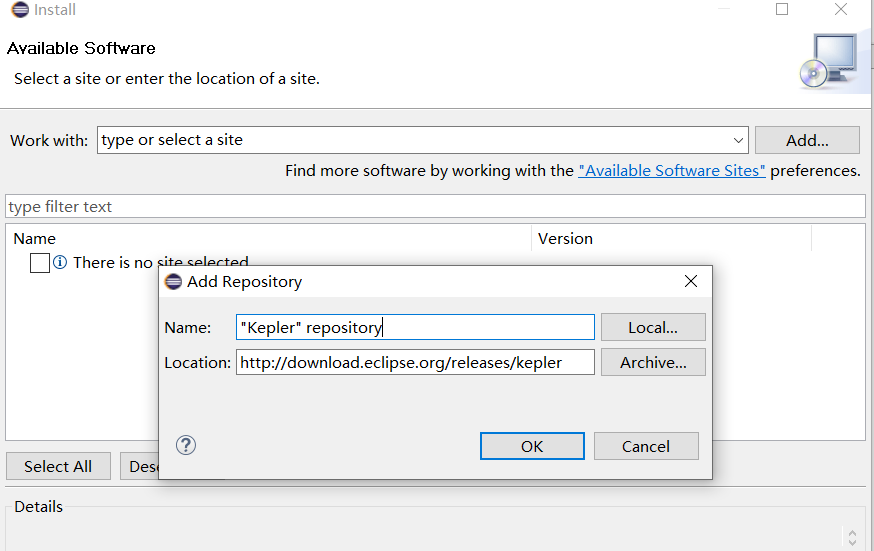 Install
Available Software
Select a site or enter the location of a site.
Work with: type or select a site Add...
Find more software by working with the "Available Software Sites" preferences.
type filter text
Name Version
There is no site selected
Add Repository
Name: "Kepler" repository Local...
Location: http://download.eclipse.org/releases/kepler Archive...
OK Cancel
Select All
Details